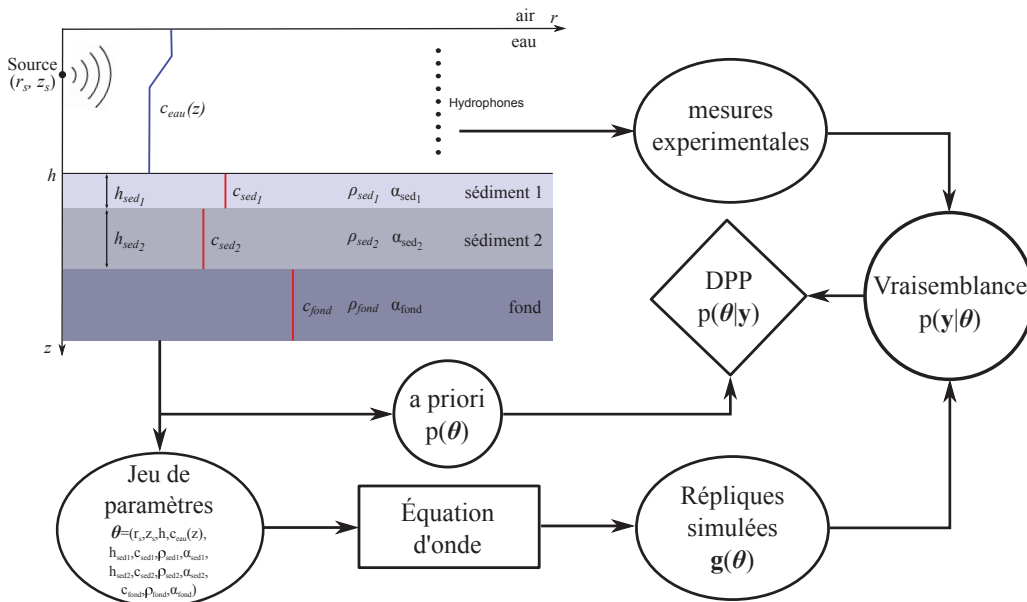 air
r
eau
Source
(r_s, z_s)
c_eau(z)
Hydrophones
mesures
experimentales
h
h_sed1
c_sed1
ρ_sed1
α_sed1
sédiment 1
h_sed2
c_sed2
ρ_sed2
α_sed2
sédiment 2
c_fond
ρ_fond
α_fond
fond
z
DPP
p(θ|y)
Vraisemblance
p(y|θ)
a priori
p(θ)
Jeu de
paramètres
θ=(r_s,z_s,h,c_eau(z),
h_sed1,c_sed1,ρ_sed1,α_sed1,
h_sed2,c_sed2,ρ_sed2,α_sed2,
c_fond,ρ_fond,α_fond)
Équation
d'onde
Répliques
simulées
g(θ)